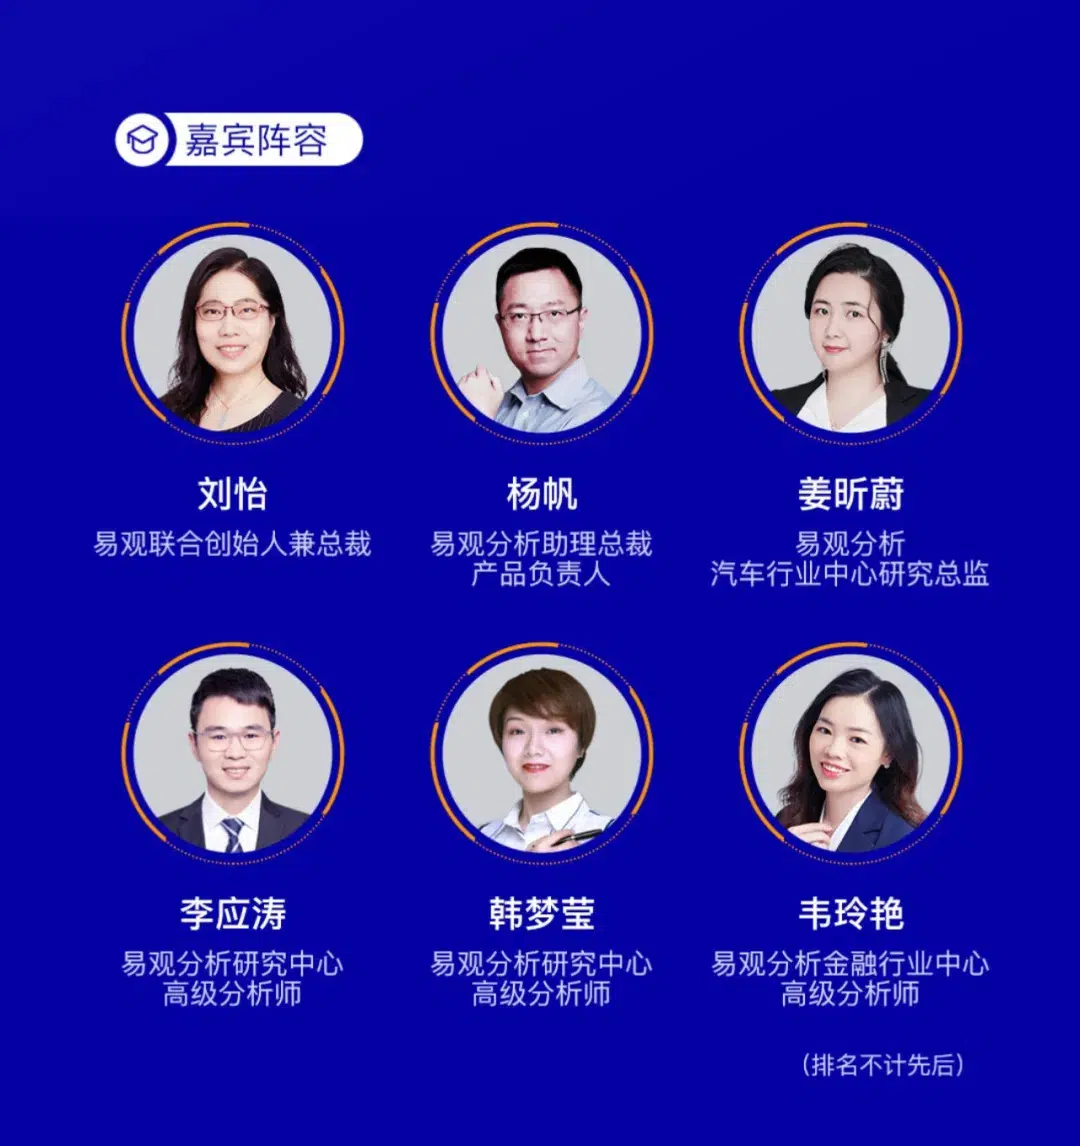 嘉宾阵容
刘怡
易观联合创始人兼总裁
杨帆
易观分析助理总裁
产品负责人
姜昕蔚
易观分析
汽车行业中心研究总监
李应涛
易观分析研究中心
高级分析师
韩梦莹
易观分析研究中心
高级分析师
韦玲艳
易观分析金融行业中心
高级分析师
（排名不计先后）